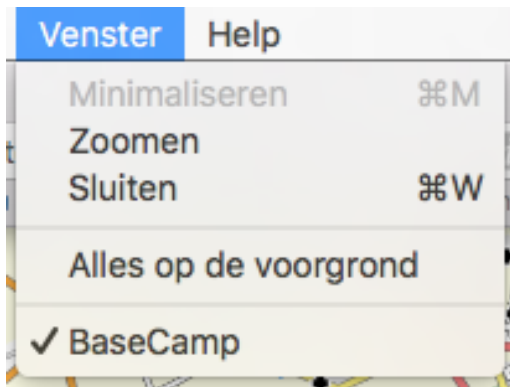 Venster Help
Minimaliseren ⌘M
Zoomen
Sluiten ⌘W
Alles op de voorgrond
✓ BaseCamp